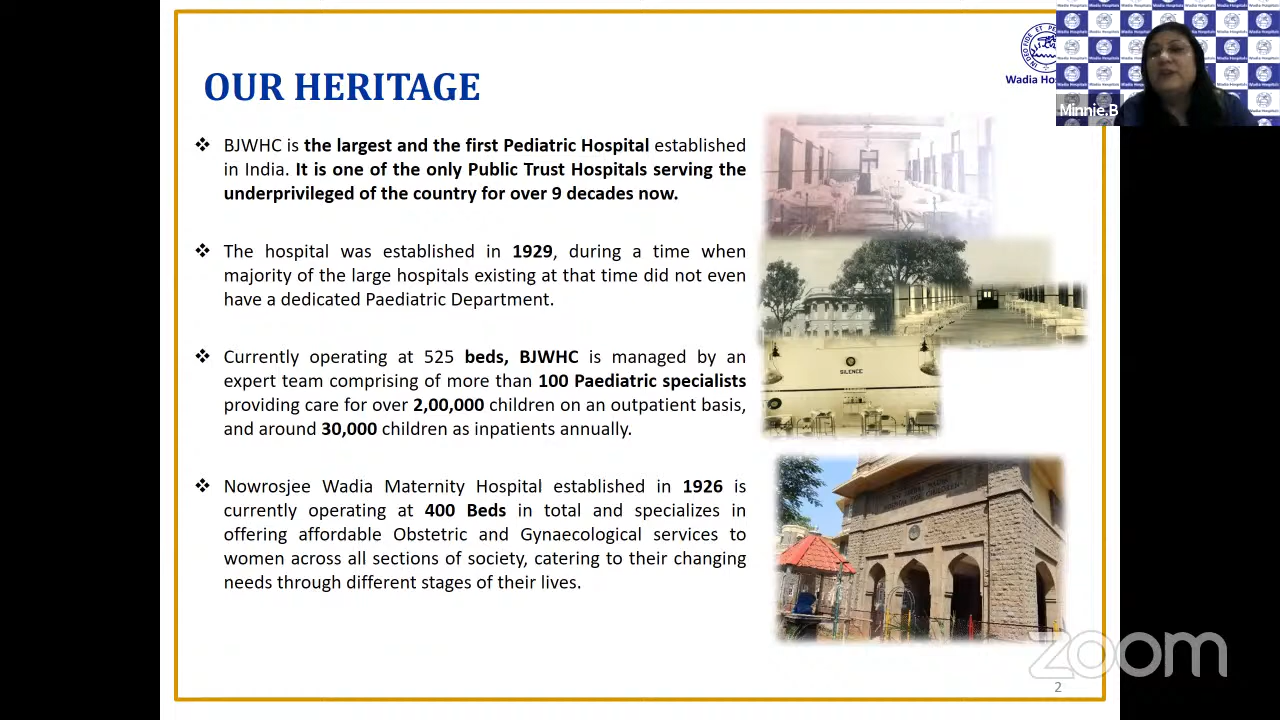 OUR HERITAGE
Wadia Hos
Minnie.B
❖ BJWHC is the largest and the first Pediatric Hospital established
in India. It is one of the only Public Trust Hospitals serving the
underprivileged of the country for over 9 decades now.
❖ The hospital was established in 1929, during a time when
majority of the large hospitals existing at that time did not even
have a dedicated Paediatric Department.
❖ Currently operating at 525 beds, BJWHC is managed by an
expert team comprising of more than 100 Paediatric specialists
providing care for over 2,00,000 children on an outpatient basis,
and around 30,000 children as inpatients annually.
❖ Nowrosjee Wadia Maternity Hospital established in 1926 is
currently operating at 400 Beds in total and specializes in
offering affordable Obstetric and Gynaecological services to
women across all sections of society, catering to their changing
needs through different stages of their lives.
SILENCE
zoom
2